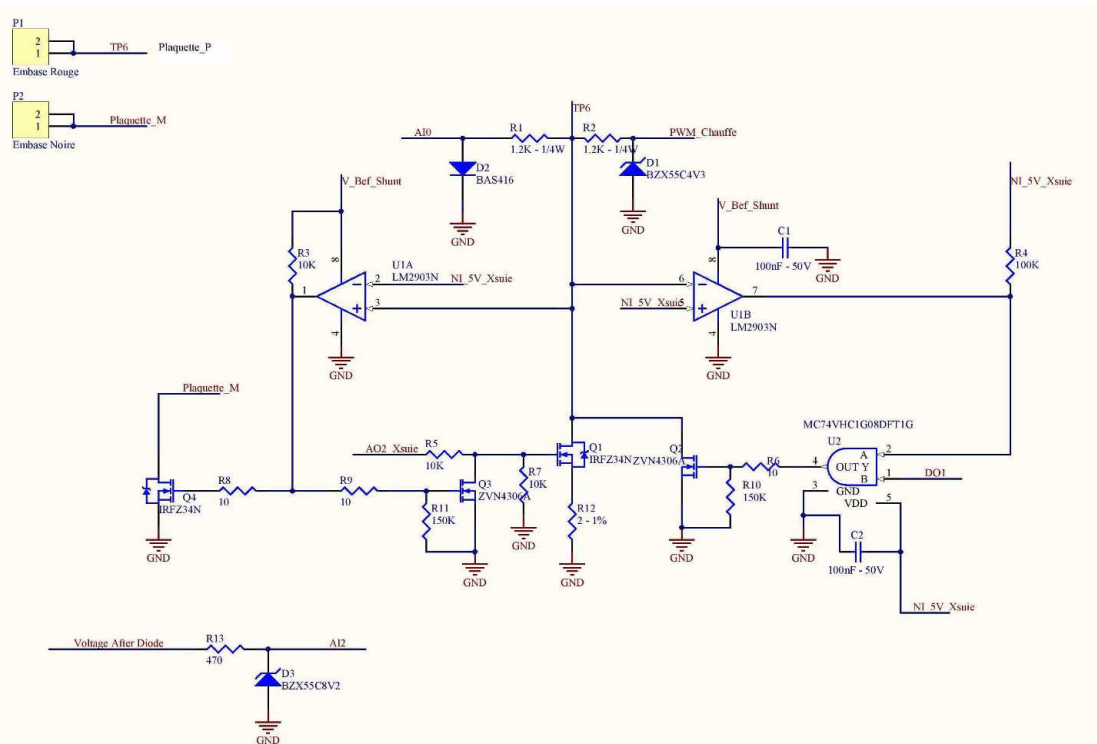 P1
2
1
TP6
Plaquette_P
Embase Rouge
P2
2
1
Plaquette_M
Embase Noire
TP6
AI0
R1
1.2K - 1/4W
R2
1.2K - 1/4W
PWM_Chauffe
D2
BAS416
GND
D1
BZX55C4V3
GND
V_Bef_Shunt
R3
10K
8
U1A
LM2903N
1
2
NI_5V_Xsuie
3
4
GND
V_Bef_Shunt
C1
100nF - 50V
GND
8
6
NI_5V_Xsuie
5
7
U1B
LM2903N
4
GND
NI_5V_Xsuie
R4
100K
Plaquette_M
Q4
IRFZ34N
GND
R8
10
R9
10
AO2_Xsuie
R5
10K
R11
150K
Q3
ZVN4306A
GND
R7
10K
GND
Q1
IRFZ34N
R12
2 - 1%
GND
Q2
ZVN4306A
GND
R10
150K
R6
10
MC74VHC1G08DFT1G
U2
4
OUT Y
A
2
B
1
DO1
3
GND
VDD
5
GND
C2
100nF - 50V
NI_5V_Xsuie
Voltage After Diode
R13
470
AI2
D3
BZX55C8V2
GND